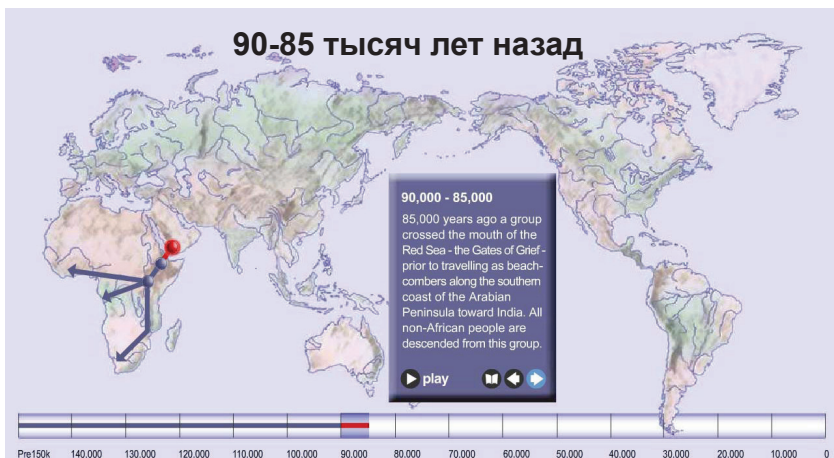 90-85 тысяч лет назад
90,000 - 85,000
85,000 years ago a group
crossed the mouth of the
Red Sea - the Gates of Grief -
prior to travelling as beach-
combers along the southern
coast of the Arabian
Peninsula toward India. All
non-African people are
descended from this group.
play
Pre150k 140.000 130.000 120.000 110.000 100.000 90.000 80.000 70.000 60.000 50.000 40.000 30.000 20.000 10.000 0